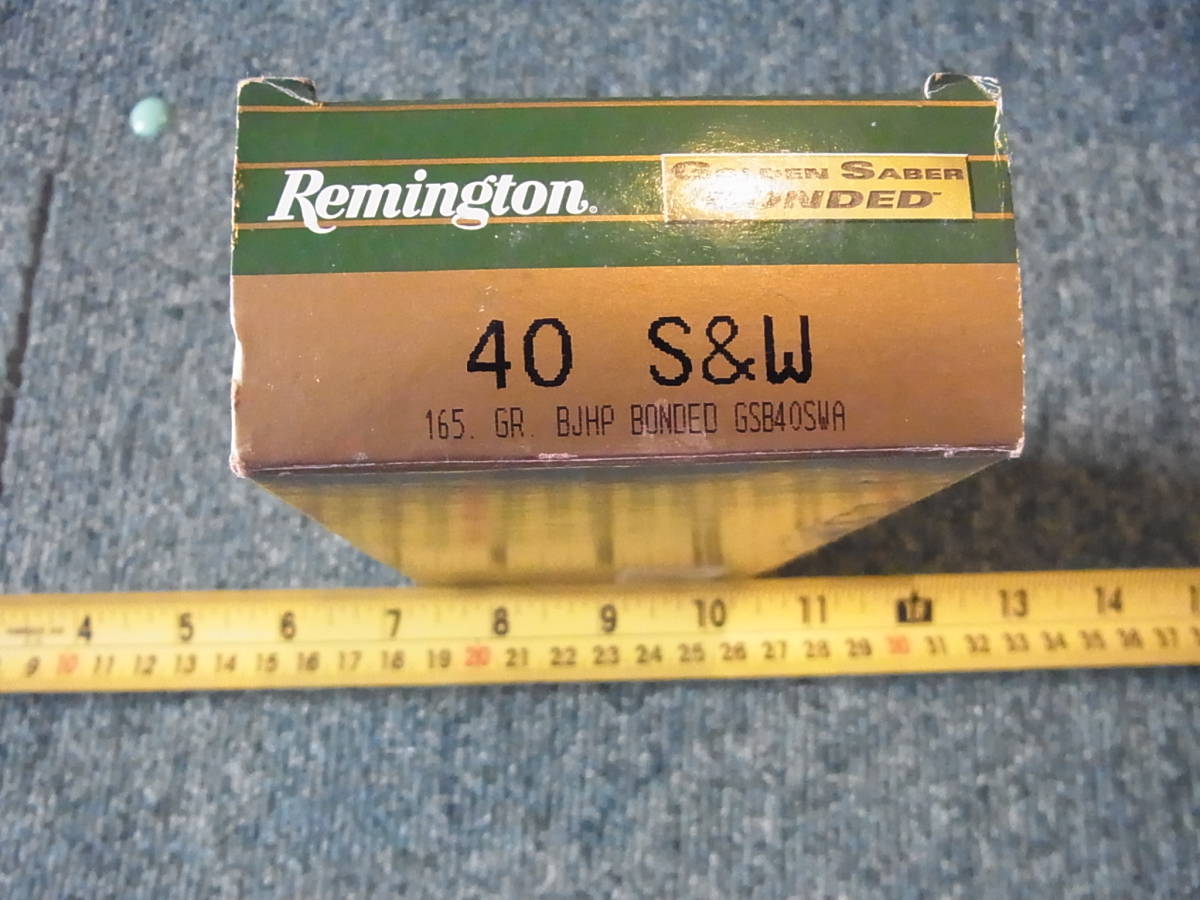 Remington®
GOLDEN SABER
BONDED™
40 S&W
165. GR. BJHP BONDED GSB40SWA
4 5 6 7 8 9 10 11 12 13 14
9 10 11 12 13 14 15 16 17 18 19 20 21 22 23 24 25 26 27 28 29 30 31 32 33 34 35 36 37